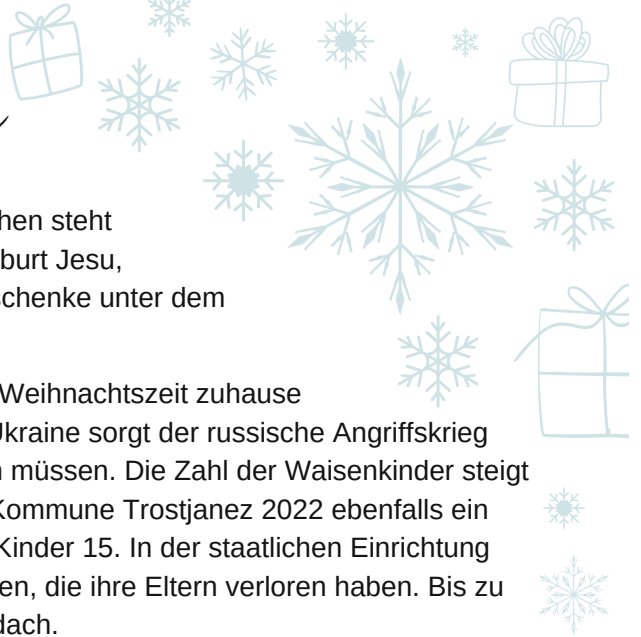 hen steht
burt Jesu,
schenke unter dem
Weihnachtszeit zuhause
Ukraine sorgt der russische Angriffskrieg
müssen. Die Zahl der Waisenkinder steigt
Kommune Trostjanez 2022 ebenfalls ein
Kinder 15. In der staatlichen Einrichtung
en, die ihre Eltern verloren haben. Bis zu
dach.